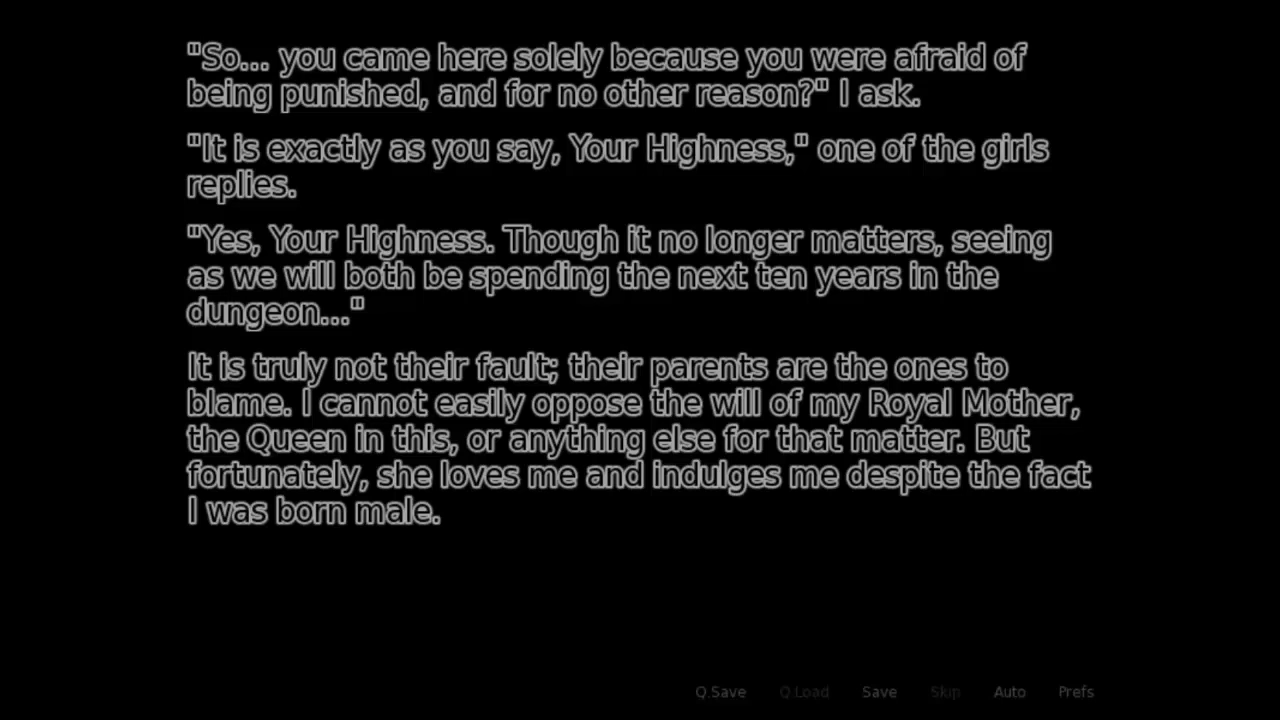 "So... you came here solely because you were afraid of
being punished, and for no other reason?" I ask.
"It is exactly as you say, Your Highness," one of the girls
replies.
"Yes, Your Highness. Though it no longer matters, seeing
as we will both be spending the next ten years in the
dungeon..."
It is truly not their fault; their parents are the ones to
blame. I cannot easily oppose the will of my Royal Mother,
the Queen in this, or anything else for that matter. But
fortunately, she loves me and indulges me despite the fact
I was born male.
Q.Save Q.Load Save Skip Auto Prefs